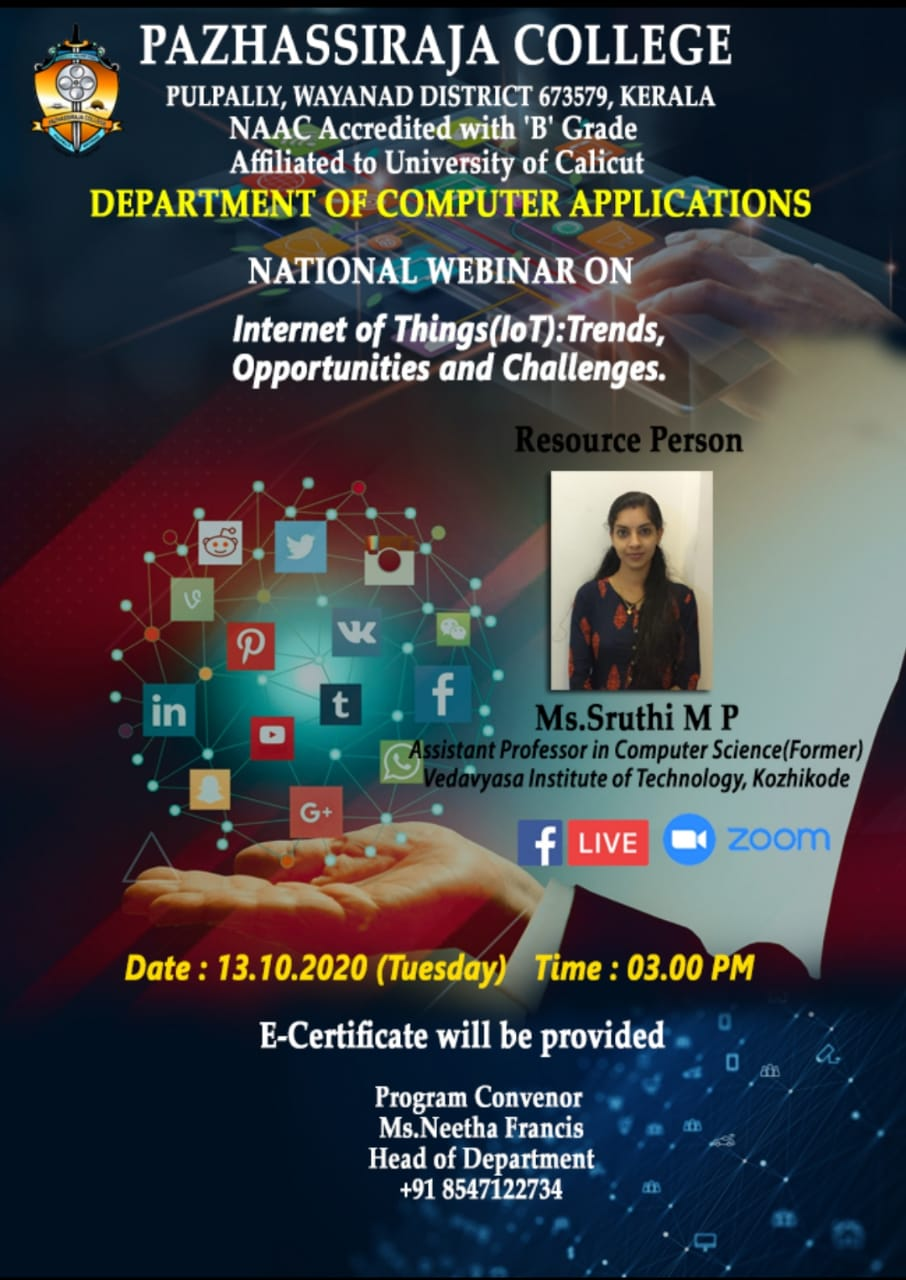 PAZHASSIRAJA COLLEGE
PULPALLY, WAYANAD DISTRICT 673579, KERALA
NAAC Accredited with 'B' Grade
Affiliated to University of Calicut
DEPARTMENT OF COMPUTER APPLICATIONS
NATIONAL WEBINAR ON
Internet of Things(IoT):Trends,
Opportunities and Challenges.
Resource Person
Ms.Sruthi M P
Assistant Professor in Computer Science(Former)
Vedavyasa Institute of Technology, Kozhikode
f LIVE zoom
in
t
f
G+
Date : 13.10.2020 (Tuesday) Time : 03.00 PM
E-Certificate will be provided
Program Convenor
Ms.Neetha Francis
Head of Department
+91 8547122734